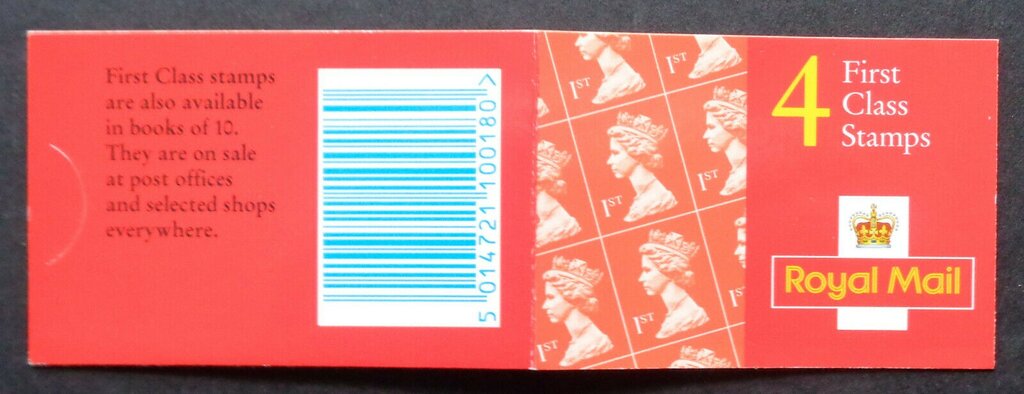 First Class stamps
are also available
in books of 10.
They are on sale
at post offices
and selected shops
everywhere.
5 014721 100180 >
1ST
1ST
1ST
1ST
1ST
1ST
1ST
4 First
Class
Stamps
Royal Mail